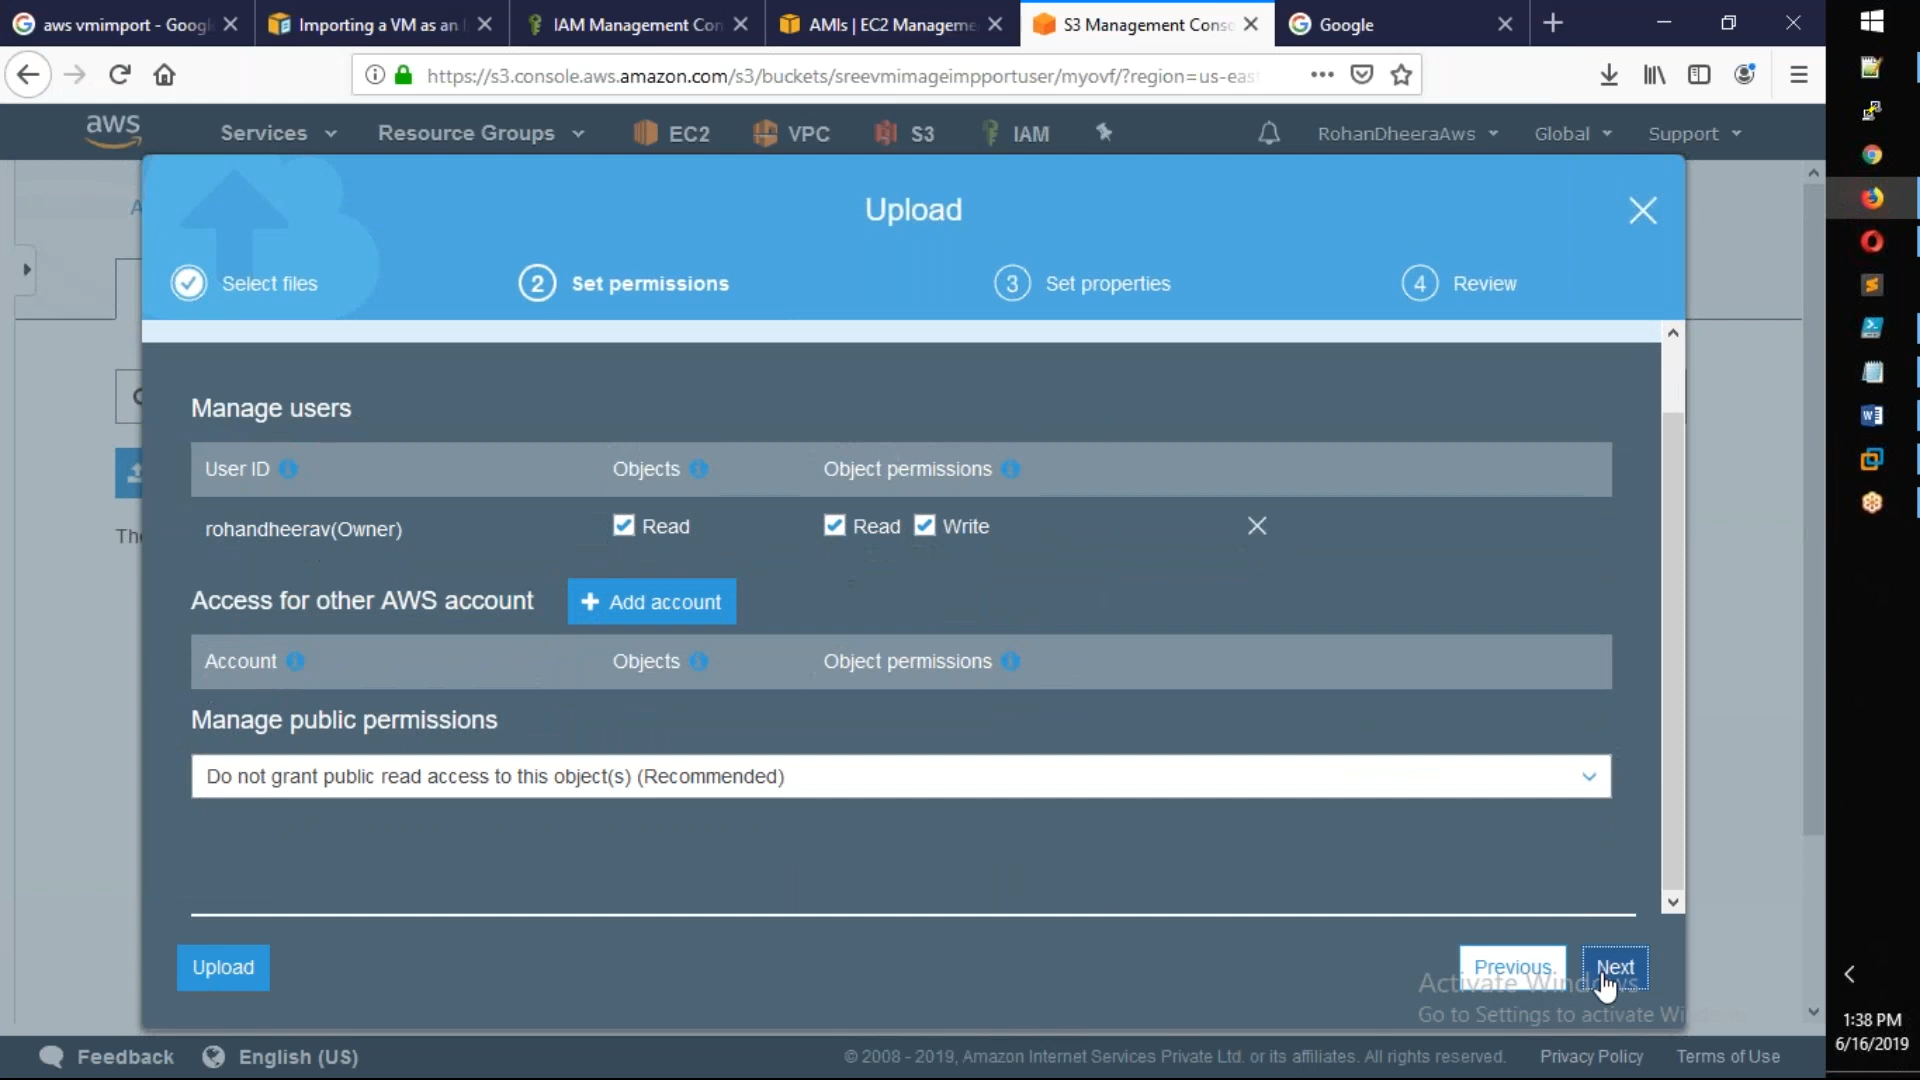 aws vmimport - Googl
Importing a VM as an I
IAM Management Con
AMIs | EC2 Manageme
S3 Management Conso
Google
https://s3.console.aws.amazon.com/s3/buckets/sreevmimageimpportuser/myovf/?region=us-eas
aws
Services
Resource Groups
EC2
VPC
S3
IAM
RohanDheeraAws
Global
Support
Upload
Select files
2 Set permissions
3 Set properties
4 Review
Manage users
User ID
Objects
Object permissions
rohandheerav(Owner)
Read
Read
Write
The
Access for other AWS account
+ Add account
Account
Objects
Object permissions
Manage public permissions
Do not grant public read access to this object(s) (Recommended)
Upload
Previous
Next
Activate Windows
Go to Settings to activate Wi
Feedback
English (US)
© 2008 - 2019, Amazon Internet Services Private Ltd. or its affiliates. All rights reserved.
Privacy Policy
Terms of Use
1:38 PM
6/16/2019